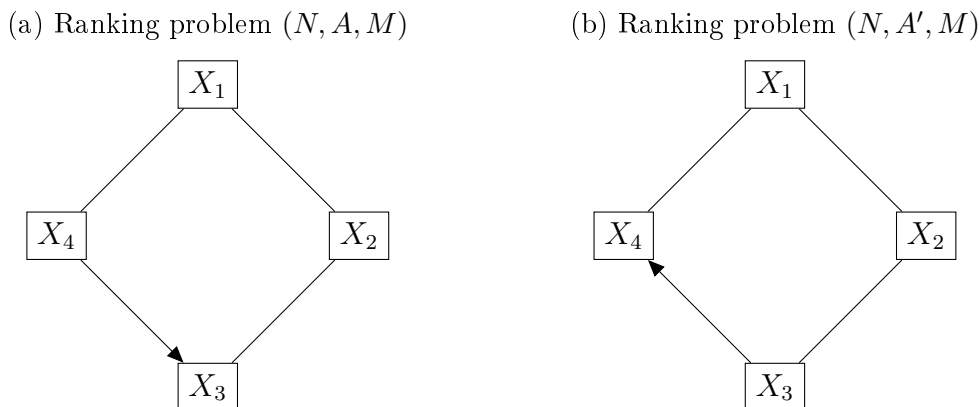 (a) Ranking problem (N, A, M)
X₁
X₄
X₂
X₃
(b) Ranking problem (N, A′, M)
X₁
X₄
X₂
X₃